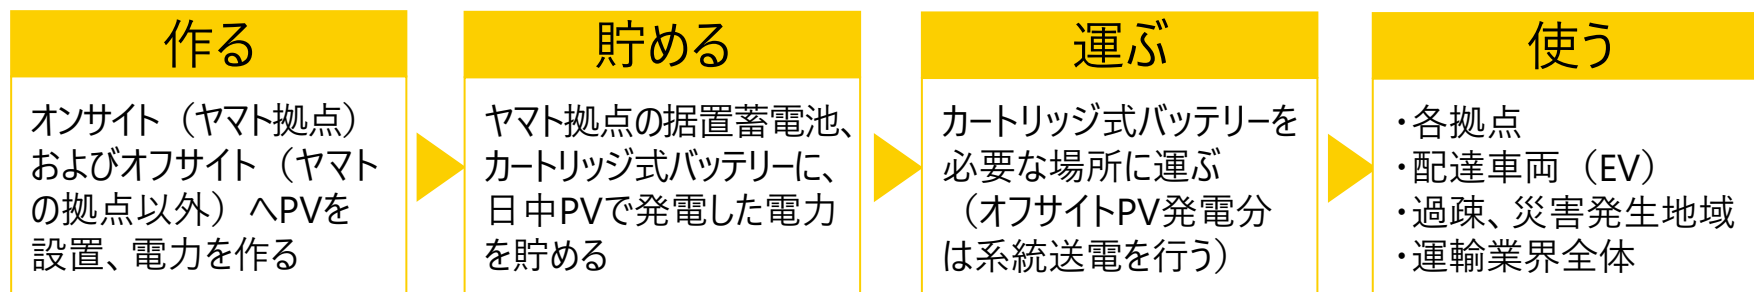 作る
オンサイト（ヤマト拠点）
およびオフサイト（ヤマト
の拠点以外）へPVを
設置、電力を作る
貯める
ヤマト拠点の据置蓄電池、
カートリッジ式バッテリーに、
日中PVで発電した電力
を貯める
運ぶ
カートリッジ式バッテリーを
必要な場所に運ぶ
（オフサイトPV発電分
は系統送電を行う）
使う
・各拠点
・配達車両（EV）
・過疎、災害発生地域
・運輸業界全体